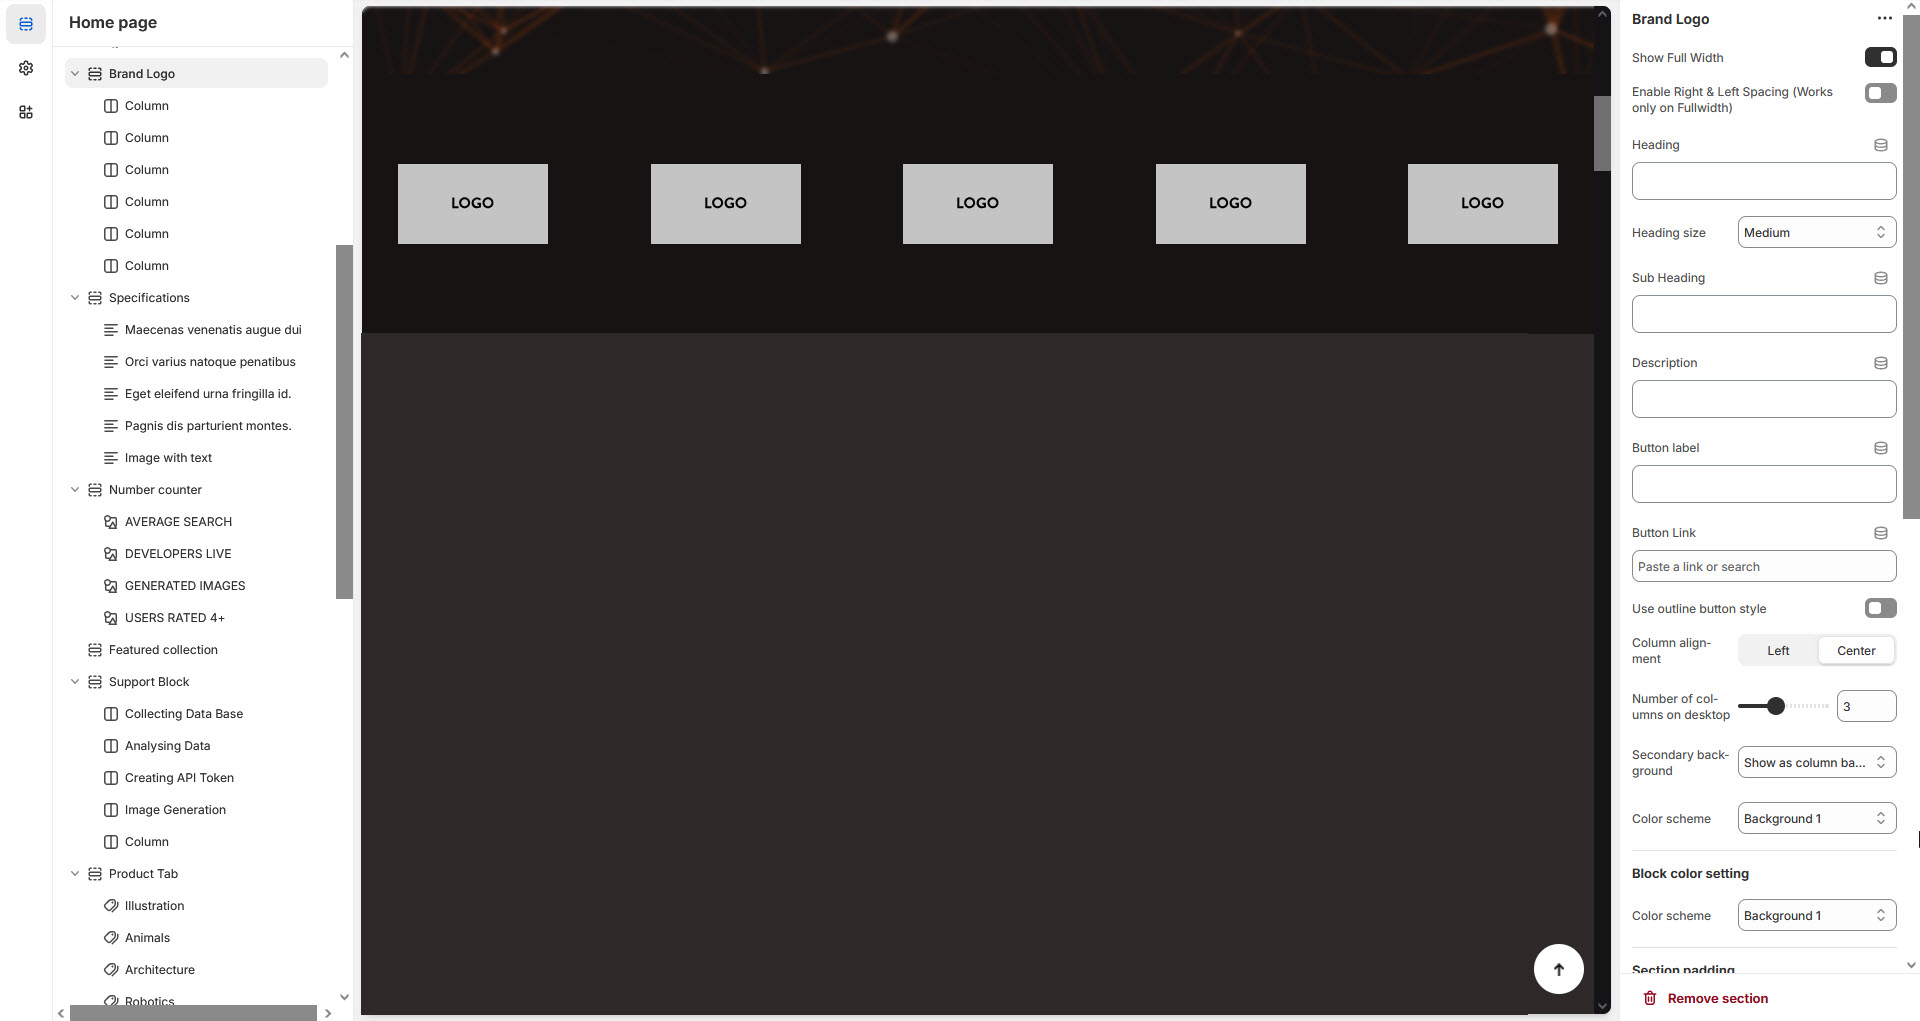 Home page
Brand Logo
Column
Column
Column
Column
Column
Column
Specifications
Maecenas venenatis augue dui
Orci varius natoque penatibus
Eget eleifend urna fringilla id.
Pagnis dis parturient montes.
Image with text
Number counter
AVERAGE SEARCH
DEVELOPERS LIVE
GENERATED IMAGES
USERS RATED 4+
Featured collection
Support Block
Collecting Data Base
Analysing Data
Creating API Token
Image Generation
Column
Product Tab
Illustration
Animals
Architecture
Robotics
LOGO
LOGO
LOGO
LOGO
LOGO
Brand Logo
Show Full Width
Enable Right & Left Spacing (Works
only on Fullwidth)
Heading
Heading size
Medium
Sub Heading
Description
Button label
Button Link
Paste a link or search
Use outline button style
Column align-
ment
Left
Center
Number of col-
umns on desktop
3
Secondary back-
ground
Show as column ba...
Color scheme
Background 1
Block color setting
Color scheme
Background 1
Section padding
Remove section